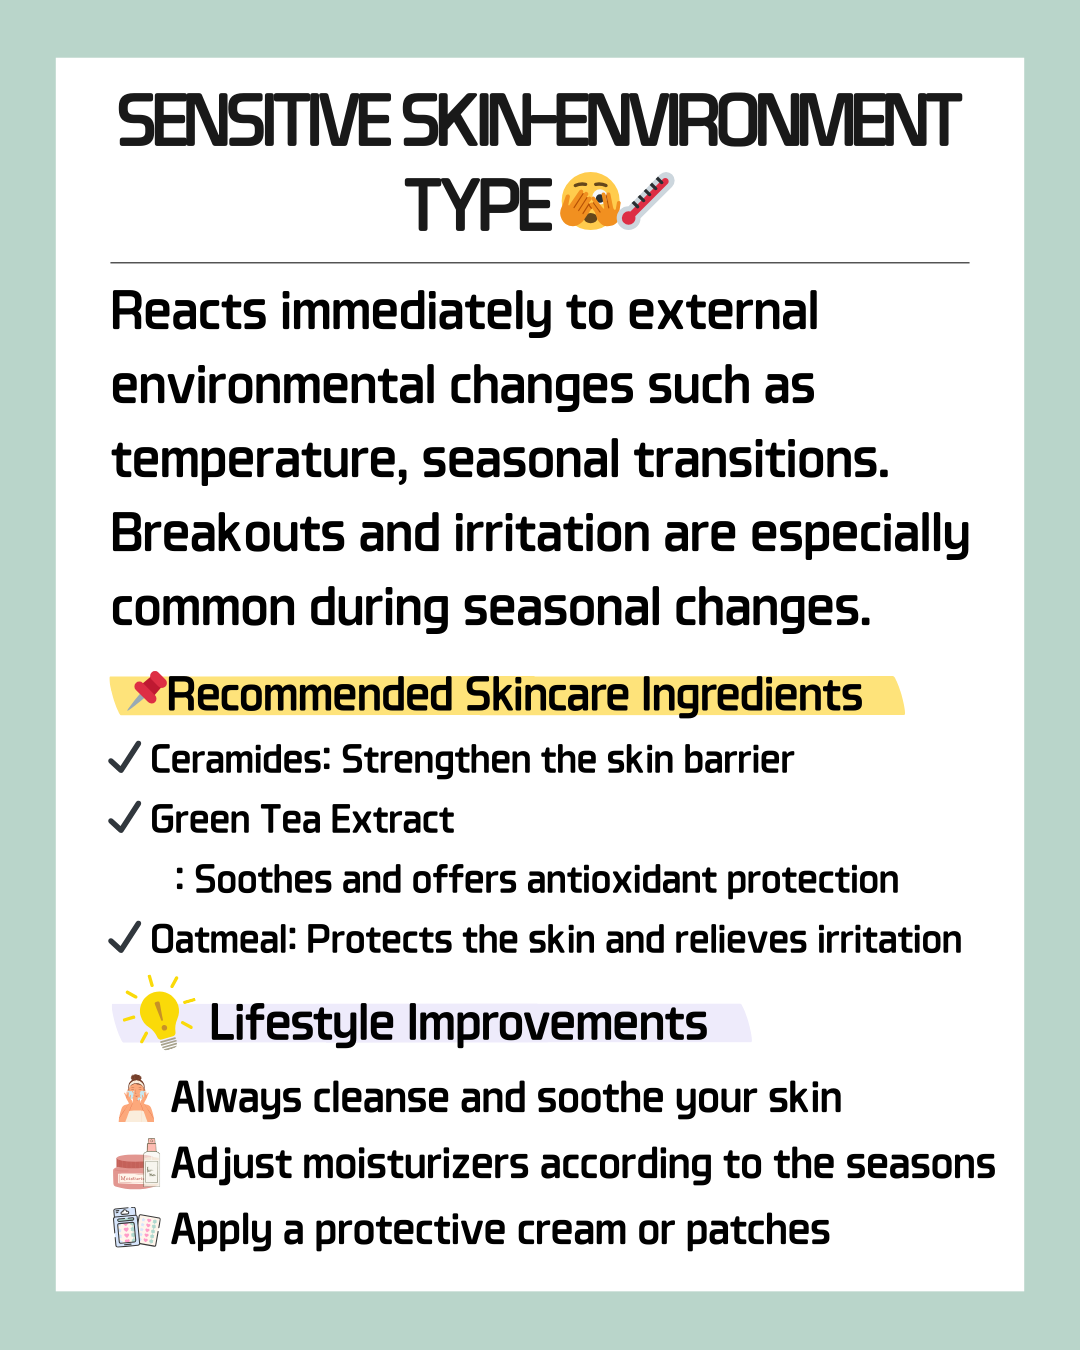 SENSITIVE SKIN-ENVIRONMENT
TYPE
Reacts immediately to external
environmental changes such as
temperature, seasonal transitions.
Breakouts and irritation are especially
common during seasonal changes.
Recommended Skincare Ingredients
Ceramides: Strengthen the skin barrier
Green Tea Extract
: Soothes and offers antioxidant protection
Oatmeal: Protects the skin and relieves irritation
Lifestyle Improvements
Always cleanse and soothe your skin
Adjust moisturizers according to the seasons
Apply a protective cream or patches